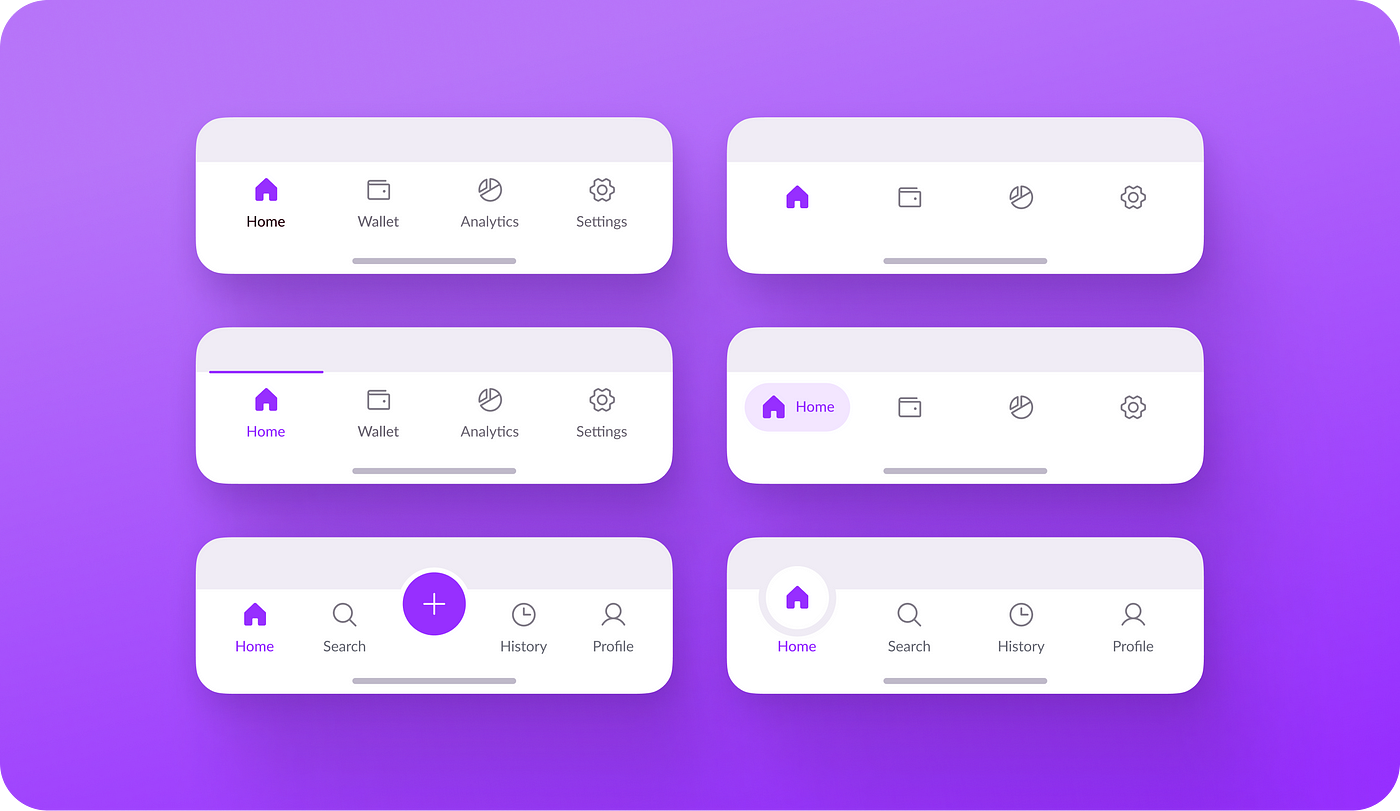 Home Wallet Analytics Settings
Home Wallet Analytics Settings
Home
Home Search History Profile
Home Search History Profile